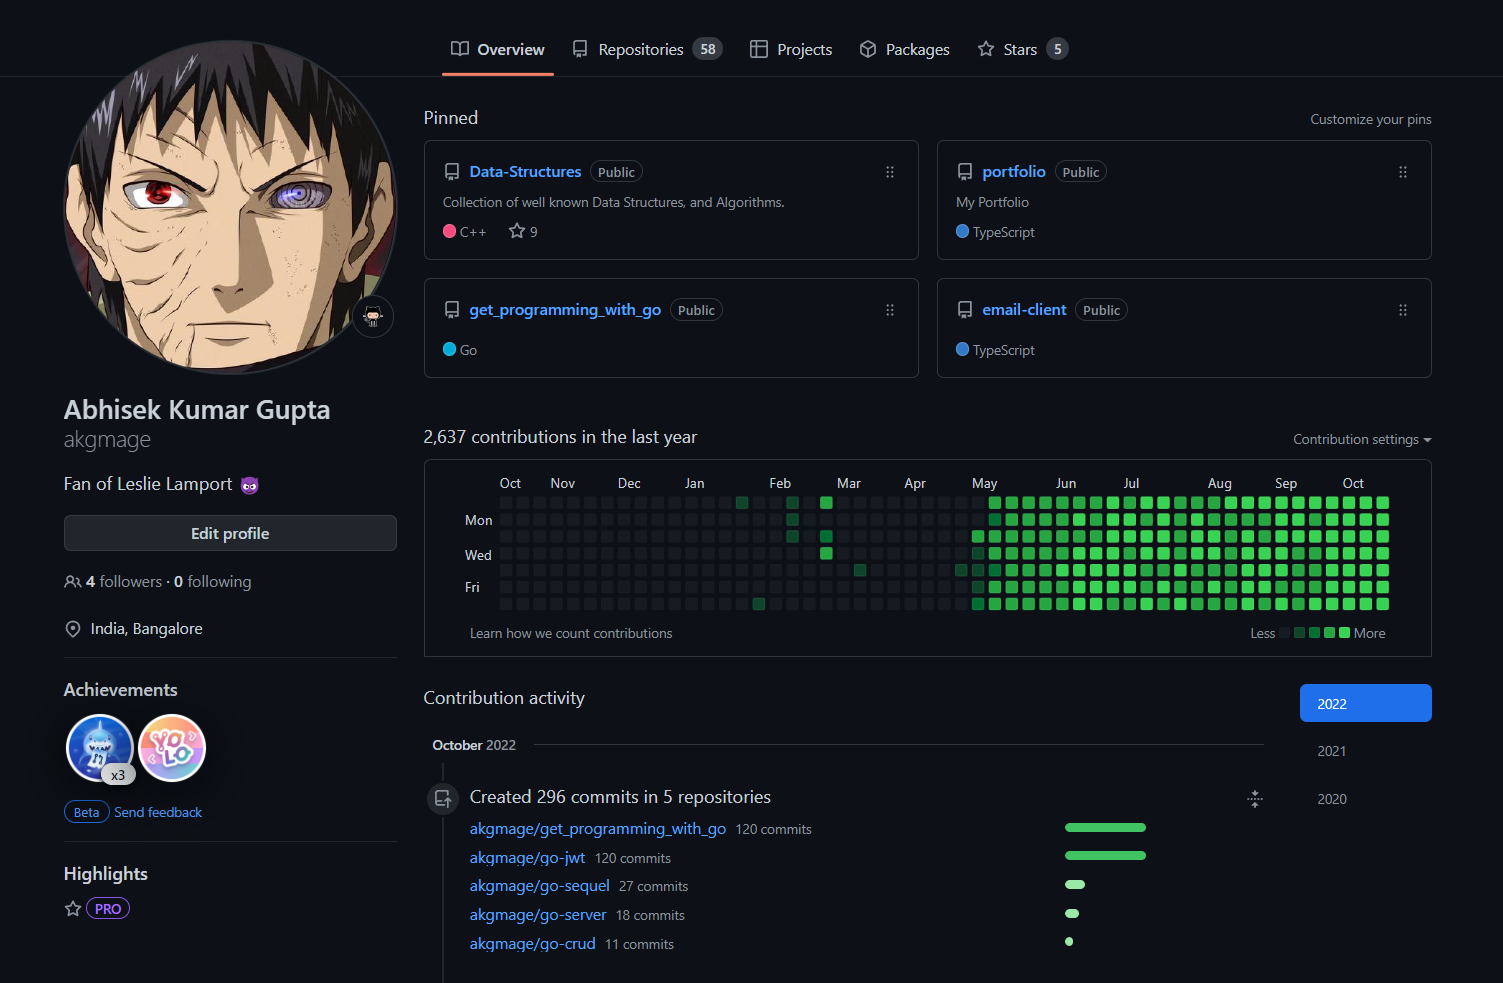 Overview Repositories 58 Projects Packages Stars 5
Abhisek Kumar Gupta
akgmage
Fan of Leslie Lamport
Edit profile
4 followers · 0 following
India, Bangalore
Achievements
YOLO
x3
Beta Send feedback
Highlights
PRO
Pinned
Customize your pins
Data-Structures Public
Collection of well known Data Structures, and Algorithms.
C++ 9
portfolio Public
My Portfolio
TypeScript
get_programming_with_go Public
Go
email-client Public
TypeScript
2,637 contributions in the last year
Contribution settings
Oct Nov Dec Jan Feb Mar Apr May Jun Jul Aug Sep Oct
Mon
Wed
Fri
Learn how we count contributions
Less More
Contribution activity
2022
2021
2020
October 2022
Created 296 commits in 5 repositories
akgmage/get_programming_with_go 120 commits
akgmage/go-jwt 120 commits
akgmage/go-sequel 27 commits
akgmage/go-server 18 commits
akgmage/go-crud 11 commits